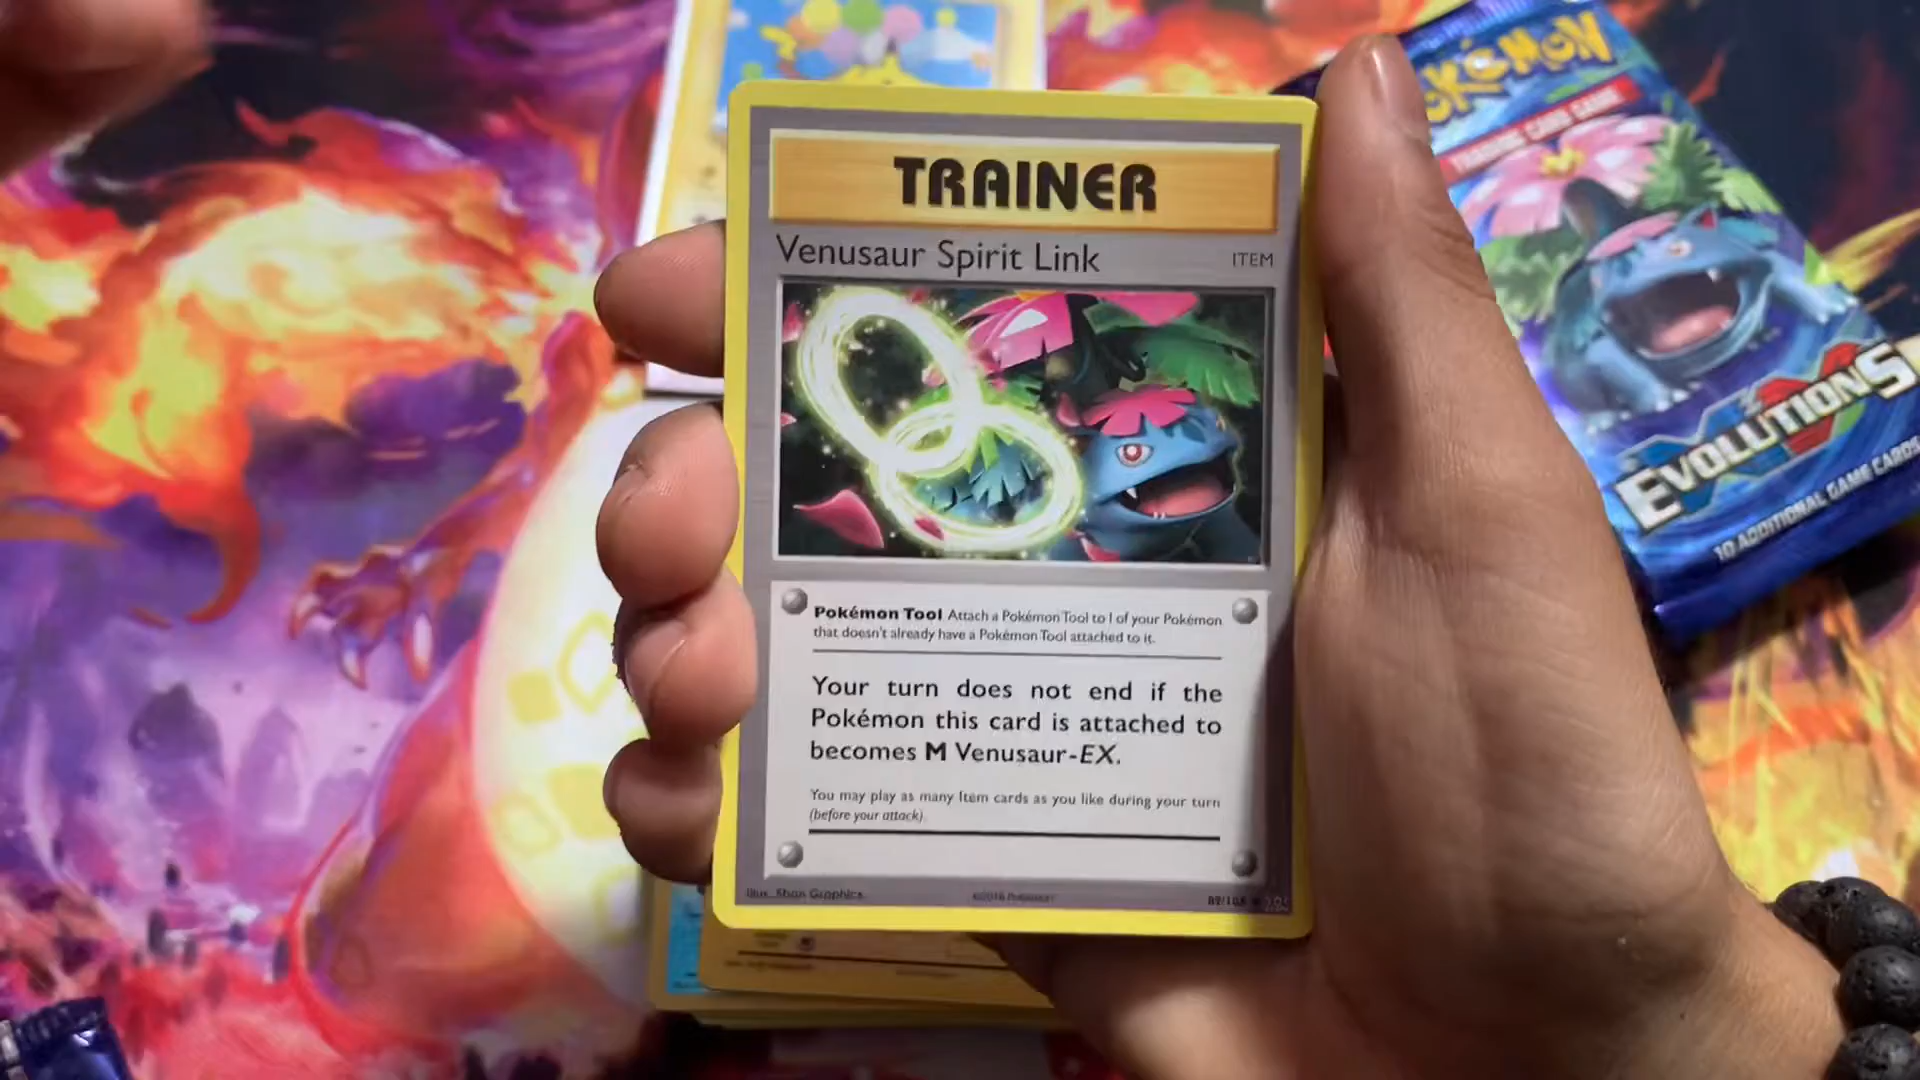 TRAINER
Venusaur Spirit Link
ITEM
Pokémon Tool Attach a Pokémon Tool to 1 of your Pokémon
that doesn't already have a Pokémon Tool attached to it.
Your turn does not end if the
Pokémon this card is attached to
becomes M Venusaur-EX.
You may play as many Item cards as you like during your turn
(before your attack).
Illus. 5ban Graphics
©2016 Pokémon
89/108
POKéMON
TRADING CARD GAME
XY
EVOLUTIONS
10 ADDITIONAL GAME CARDS